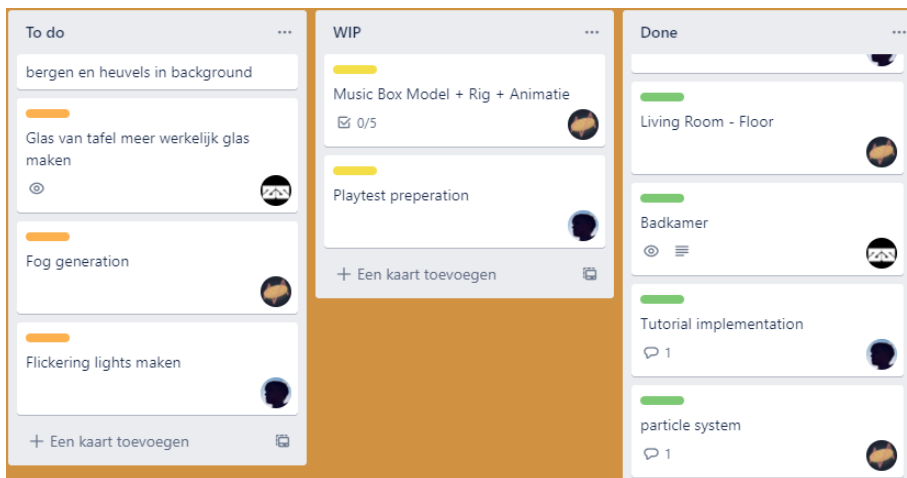 To do
bergen en heuvels in background
Glas van tafel meer werkelijk glas
maken
Fog generation
Flickering lights maken
+ Een kaart toevoegen
WIP
Music Box Model + Rig + Animatie
0/5
Playtest preperation
+ Een kaart toevoegen
Done
Living Room - Floor
Badkamer
Tutorial implementation
1
particle system
1